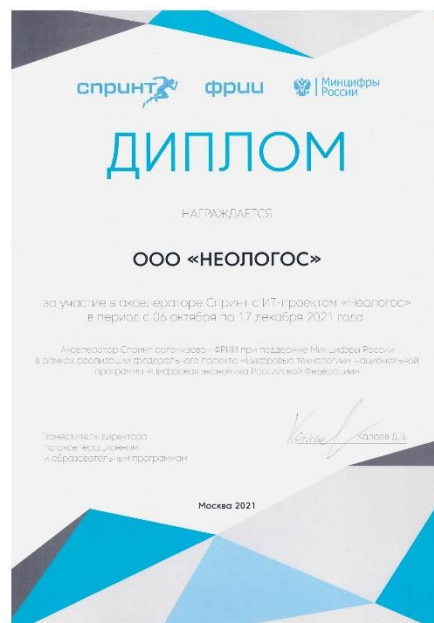 спринт фрии Минцифры России
ДИПЛОМ
НАГРАЖДАЕТСЯ
ООО «НЕОЛОГОС»
за участие в акселераторе Спринт с ИТ-проектом «Неологос»
в период с 06 октября по 17 декабря 2021 года
Акселератор Спринт организован ФРИИ при поддержке Минцифры России
в рамках реализации федерального проекта «Цифровые технологии» национальной
программы «Цифровая экономика Российской Федерации»
Заместитель директора
по акселерационным
и образовательным программам
Калаев Д.Э.
Москва 2021